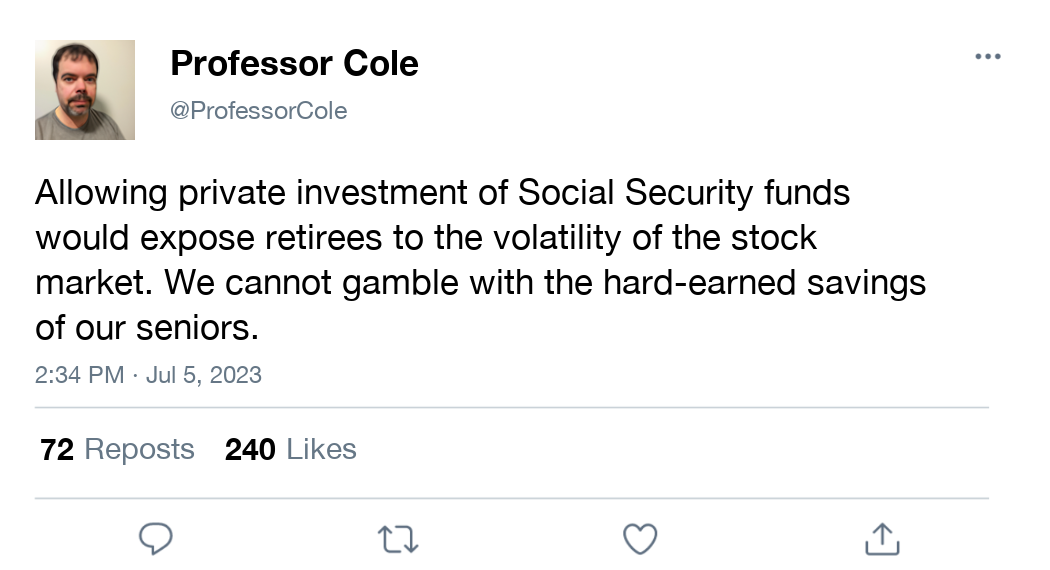 Professor Cole
@ProfessorCole
Allowing private investment of Social Security funds
would expose retirees to the volatility of the stock
market. We cannot gamble with the hard-earned savings
of our seniors.
2:34 PM · Jul 5, 2023
72 Reposts 240 Likes